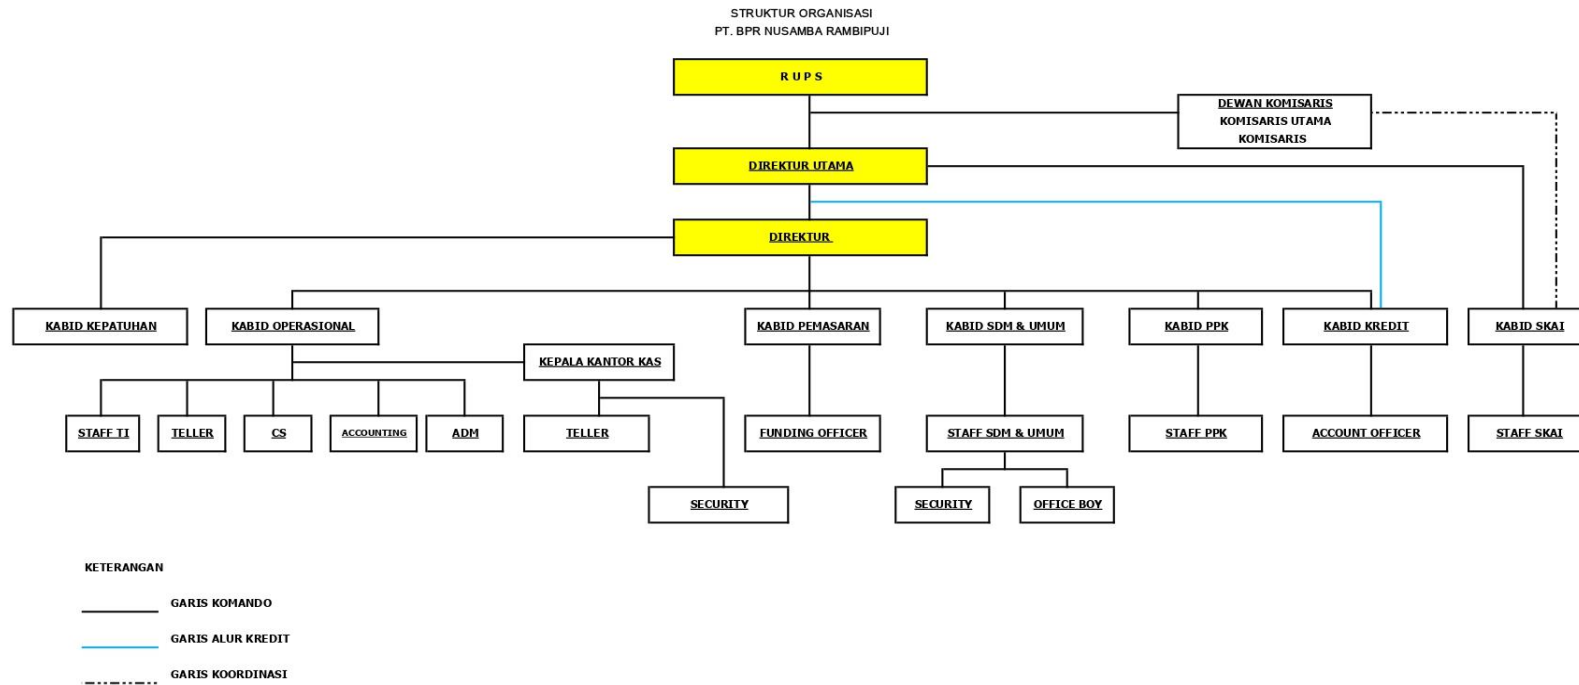 STRUKTUR ORGANISASI
PT. BPR NUSAMBA RAMBIPUJI
R U P S
DEWAN KOMISARIS
KOMISARIS UTAMA
KOMISARIS
DIREKTUR UTAMA
DIREKTUR
KABID KEPATUHAN
KABID OPERASIONAL
KABID PEMASARAN
KABID SDM & UMUM
KABID PPK
KABID KREDIT
KABID SKAI
KEPALA KANTOR KAS
STAFF TI
TELLER
CS
ACCOUNTING
ADM
TELLER
FUNDING OFFICER
STAFF SDM & UMUM
STAFF PPK
ACCOUNT OFFICER
STAFF SKAI
SECURITY
SECURITY
OFFICE BOY
KETERANGAN
GARIS KOMANDO
GARIS ALUR KREDIT
GARIS KOORDINASI